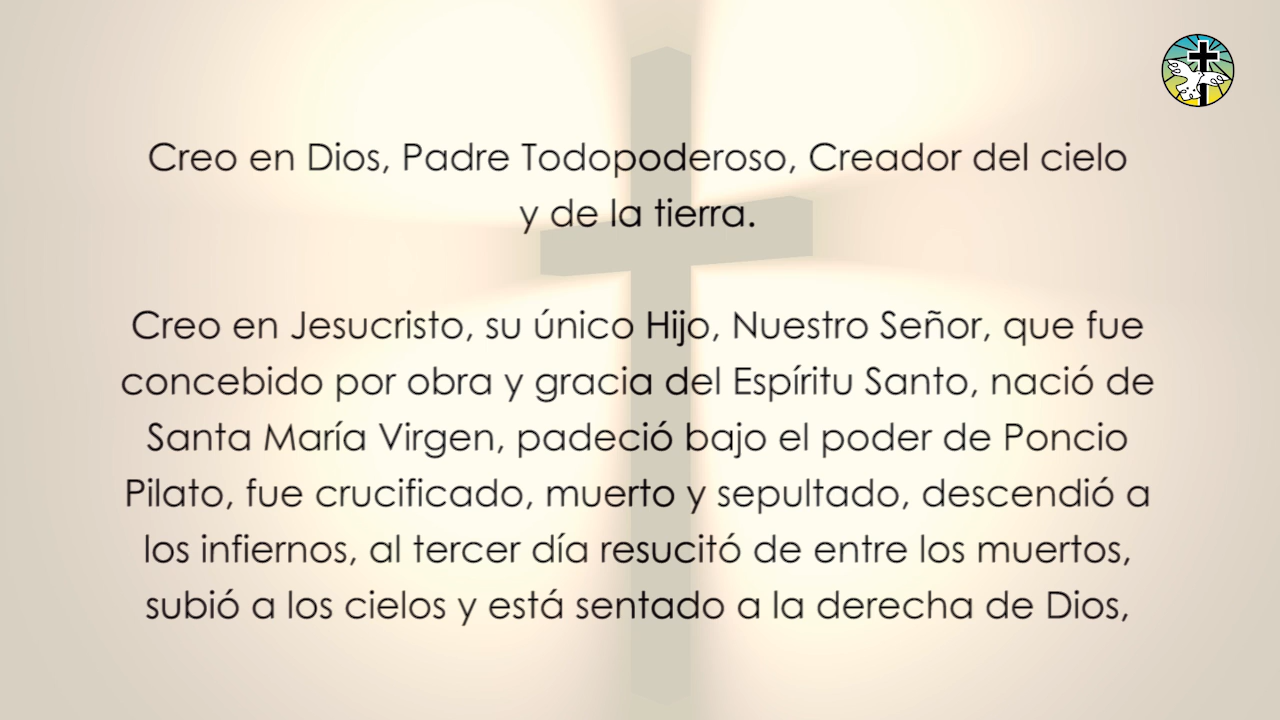 Creo en Dios, Padre Todopoderoso, Creador del cielo
y de la tierra.
Creo en Jesucristo, su único Hijo, Nuestro Señor, que fue
concebido por obra y gracia del Espíritu Santo, nació de
Santa María Virgen, padeció bajo el poder de Poncio
Pilato, fue crucificado, muerto y sepultado, descendió a
los infiernos, al tercer día resucitó de entre los muertos,
subió a los cielos y está sentado a la derecha de Dios,